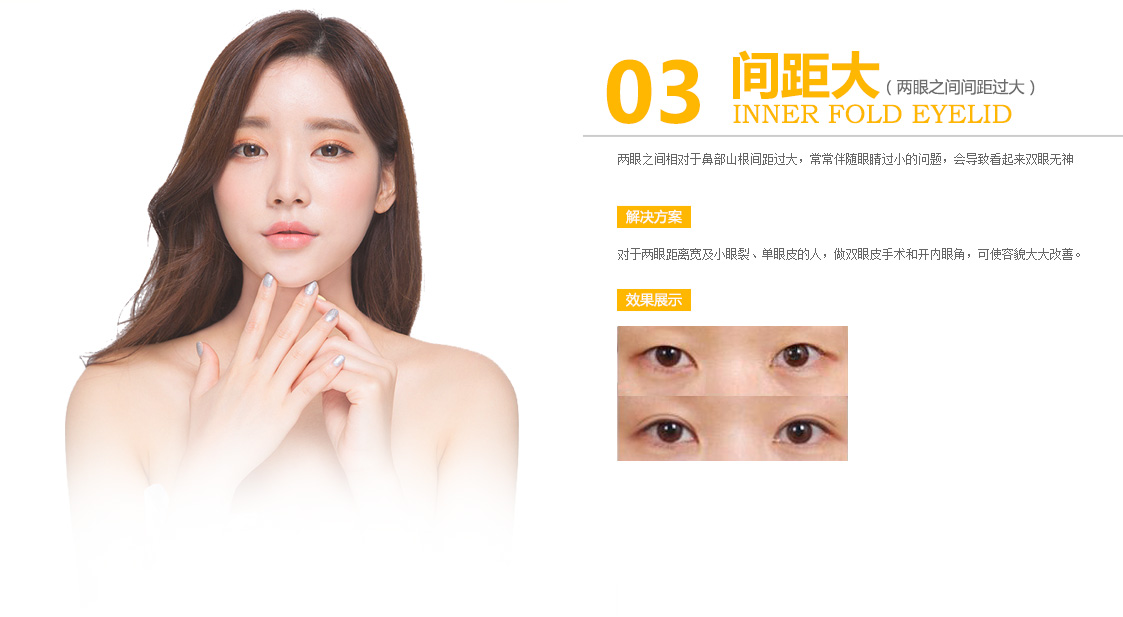 03 间距大（两眼之间间距过大）
INNER FOLD EYELID
两眼之间相对于鼻部山根间距过大，常常伴随眼睛过小的问题，会导致看起来双眼无神
解决方案
对于两眼距离宽及小眼裂、单眼皮的人，做双眼皮手术和开内眼角，可使容貌大大改善。
效果展示